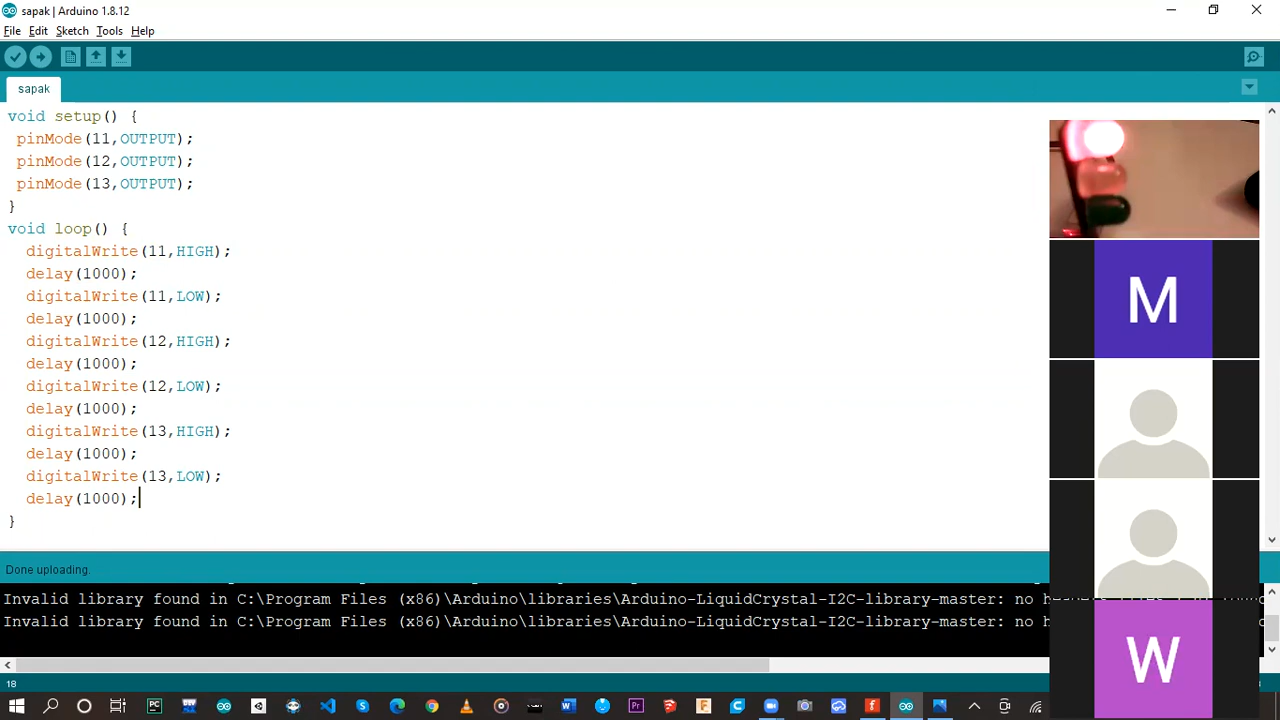 sapak | Arduino 1.8.12
File Edit Sketch Tools Help
sapak
void setup() {
pinMode(11,OUTPUT);
pinMode(12,OUTPUT);
pinMode(13,OUTPUT);
}
void loop() {
digitalWrite(11,HIGH);
delay(1000);
digitalWrite(11,LOW);
delay(1000);
digitalWrite(12,HIGH);
delay(1000);
digitalWrite(12,LOW);
delay(1000);
digitalWrite(13,HIGH);
delay(1000);
digitalWrite(13,LOW);
delay(1000);
}
M
W
Done uploading.
Invalid library found in C:\Program Files (x86)\Arduino\libraries\Arduino-LiquidCrystal-I2C-library-master: no
Invalid library found in C:\Program Files (x86)\Arduino\libraries\Arduino-LiquidCrystal-I2C-library-master: no
18